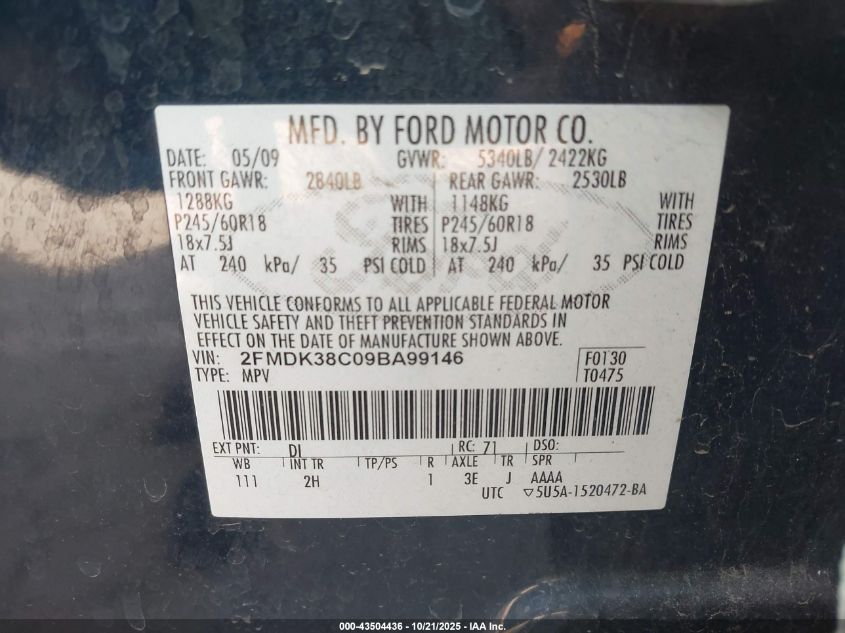 MFD. BY FORD MOTOR CO.
DATE: 05/09 GVWR: 5340LB/ 2422KG
FRONT GAWR: 2840LB REAR GAWR: 2530LB
1288KG WITH 1148KG WITH
P245/60R18 TIRES P245/60R18 TIRES
18x7.5J RIMS 18x7.5J RIMS
AT 240 kPa/ 35 PSI COLD AT 240 kPa/ 35 PSI COLD
THIS VEHICLE CONFORMS TO ALL APPLICABLE FEDERAL MOTOR
VEHICLE SAFETY AND THEFT PREVENTION STANDARDS IN
EFFECT ON THE DATE OF MANUFACTURE SHOWN ABOVE.
VIN: 2FMDK38C09BA99146 F0130
TYPE: MPV T0475
EXT PNT: DI RC: 71 DSO:
WB INT TR TP/PS R AXLE TR SPR
111 2H 1 3E J AAAA
UTC ▽5U5A-1520472-BA
000-43504436 - 10/21/2025 - IAA Inc.